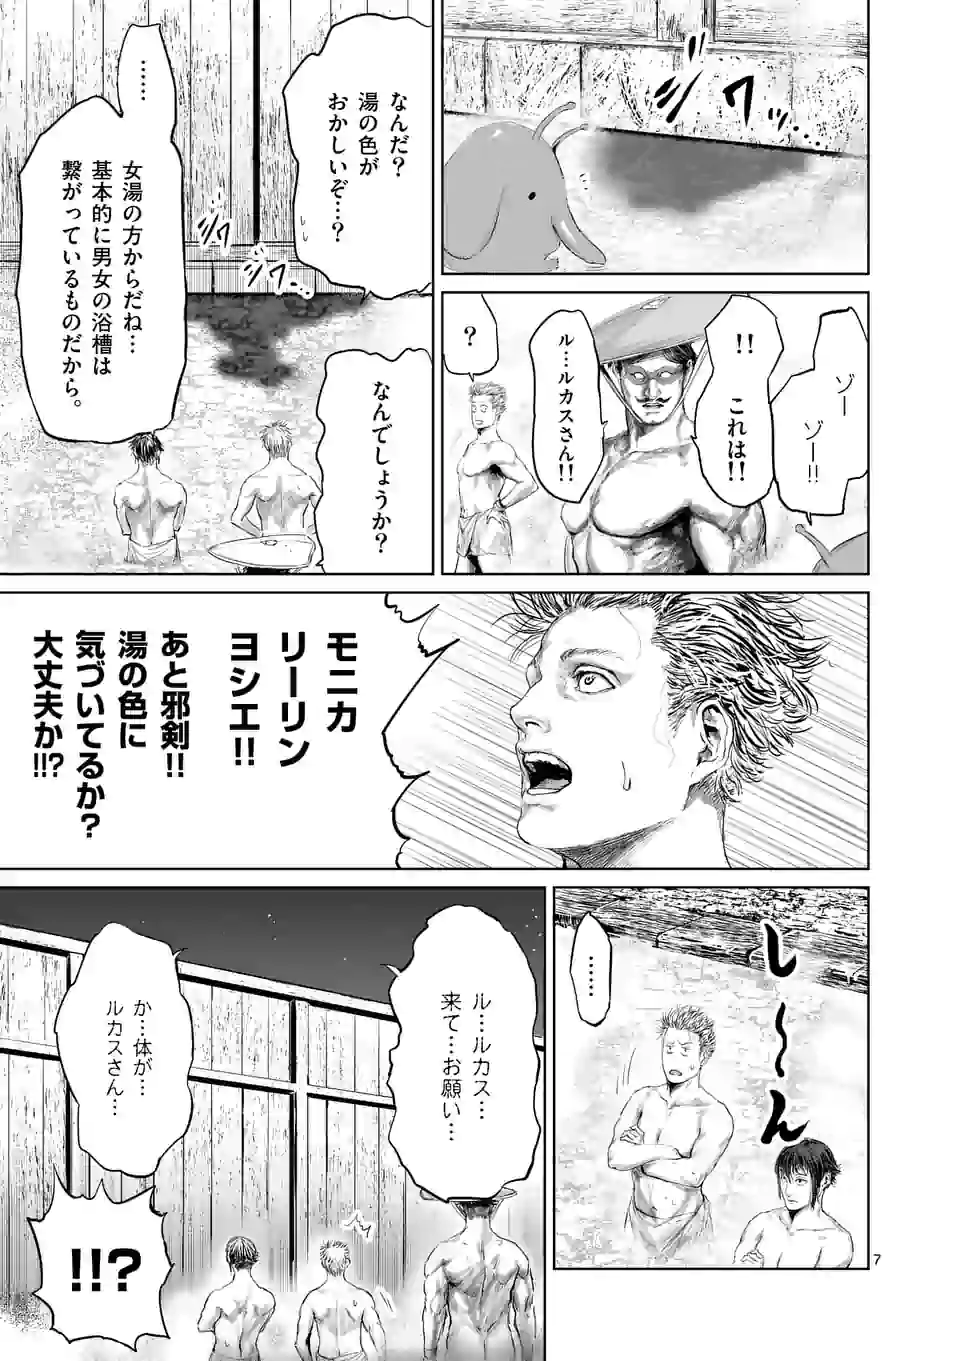 ジワッ…
ゾー
ゾー!!
!!
これは!!
ル…ルカスさん!!
?
なんだ?
湯の色が
おかしいぞ…?
ジワ…
……
女湯の方からだね…
基本的に男女の浴槽は
繋がっているものだから。
なんでしょうか?
モニカ
リーリン
ヨシエ!!
あと邪剣!!
湯の色に
気づいてるか?
大丈夫か!!?
し〜ん
……
ル…ルカス…
来て…お願い…
か…体が…
ルカスさん…
!!?
7